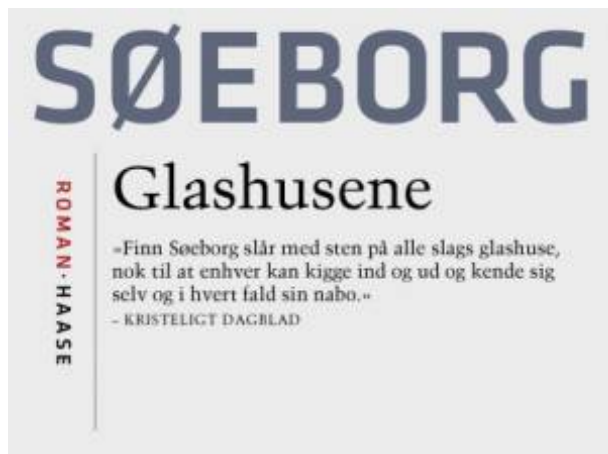 SØEBORG
Glashusene
ROMAN·HAASE
»Finn Søeborg slår med sten på alle slags glashuse,
nok til at enhver kan kigge ind og ud og kende sig
selv og i hvert fald sin nabo.«
– KRISTELIGT DAGBLAD